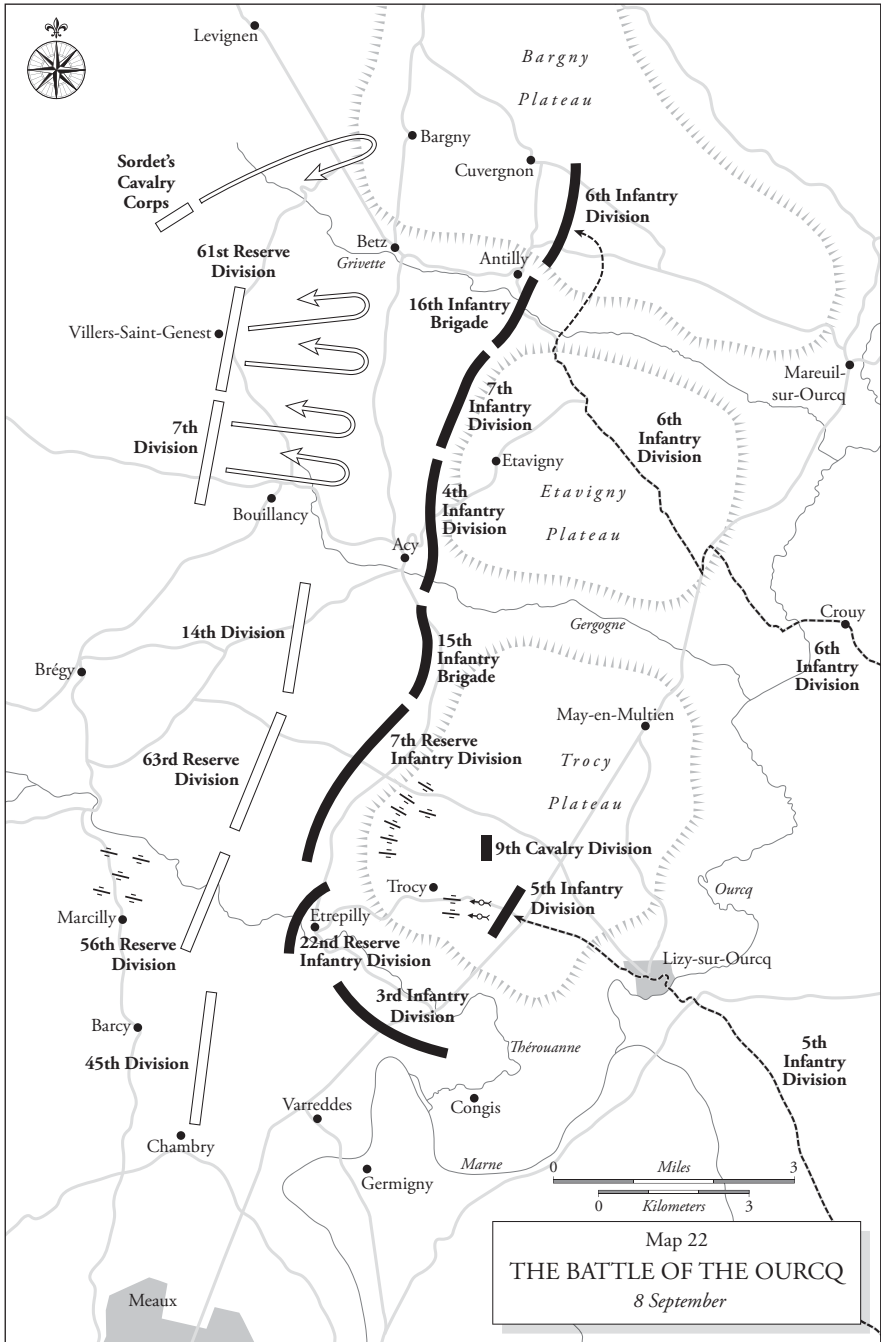 Levignen
Bargny
Plateau
Sordet's
Cavalry
Corps
Bargny
Cuvergnon
6th Infantry
Division
61st Reserve
Division
Betz
Grivette
Antilly
16th Infantry
Brigade
Villers-Saint-Genest
7th
Infantry
Division
Mareuil-
sur-Ourcq
7th
Division
6th
Infantry
Division
Etavigny
4th
Infantry
Division
Etavigny
Plateau
Bouillancy
Acy
14th Division
Gergogne
Crouy
15th
Infantry
Brigade
6th
Infantry
Division
Brégy
May-en-Multien
7th Reserve
Infantry Division
63rd Reserve
Division
Trocy
Plateau
9th Cavalry Division
Trocy
5th Infantry
Division
Ourcq
Marcilly
Etrepilly
56th Reserve
Division
22nd Reserve
Infantry Division
Lizy-sur-Ourcq
3rd Infantry
Division
Barcy
45th Division
Thérouanne
5th
Infantry
Division
Varreddes
Congis
Chambry
Marne
Germigny
0 Miles 3
0 Kilometers 3
Map 22
THE BATTLE OF THE OURCQ
8 September
Meaux